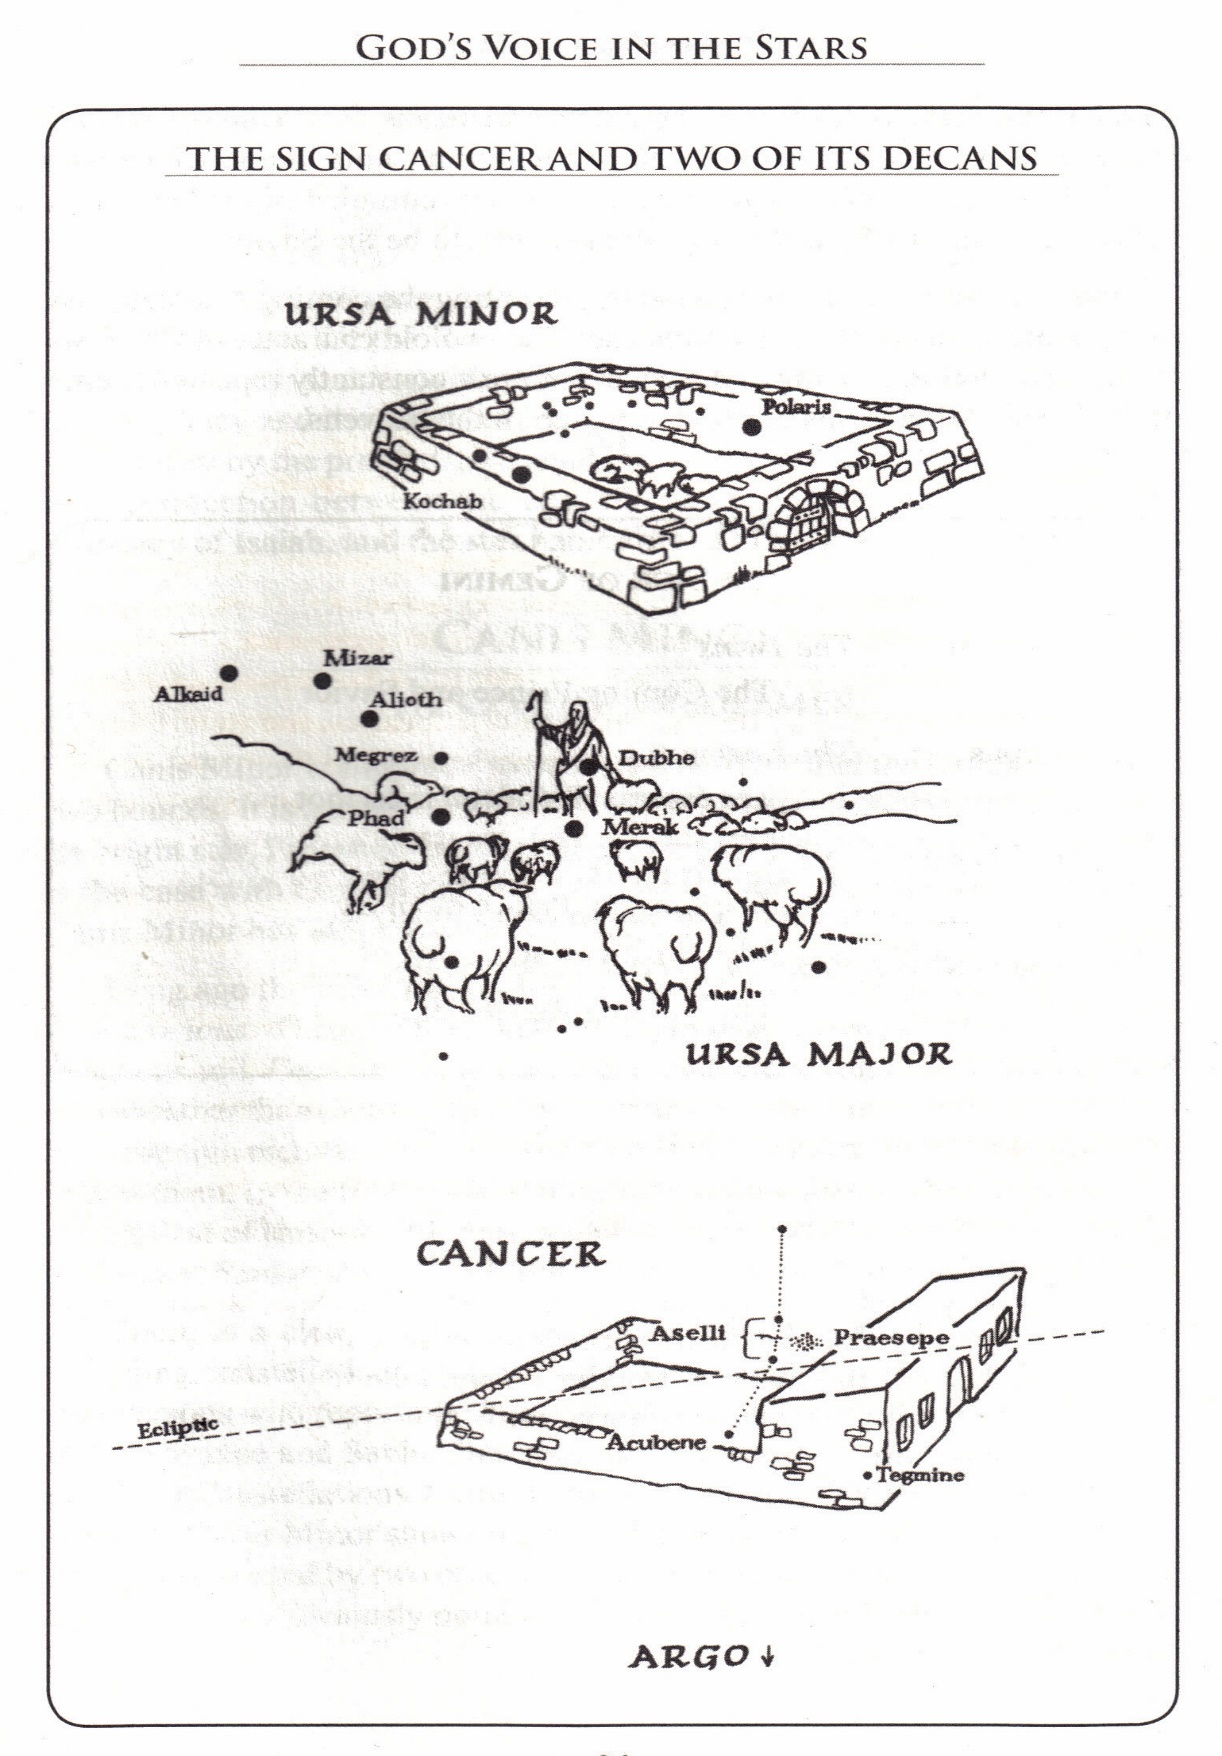 GOD'S VOICE IN THE STARS
THE SIGN CANCER AND TWO OF ITS DECANS
URSA MINOR
Polaris
Kochab
Mizar
Alkaid
Alioth
Megrez
Dubhe
Phad
Merak
URSA MAJOR
CANCER
Aselli
Praesepe
Ecliptic
Acubene
Tegmine
ARGO ↓